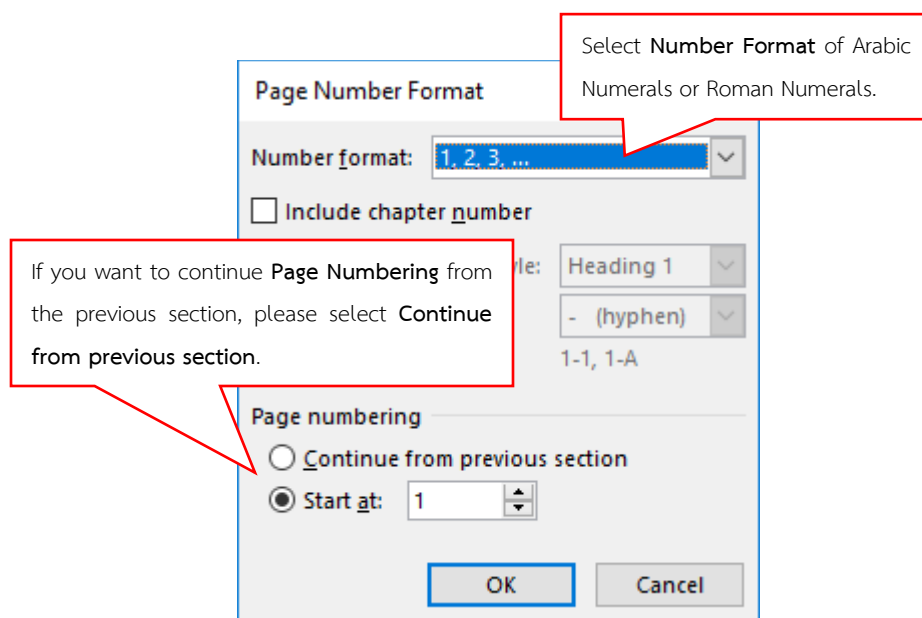 Select Number Format of Arabic
Numerals or Roman Numerals.
Page Number Format
Number format:
1, 2, 3, ...
Include chapter number
If you want to continue Page Numbering from
the previous section, please select Continue
from previous section.
Heading 1
- (hyphen)
1-1, 1-A
Page numbering
Continue from previous section
Start at:
1
OK
Cancel